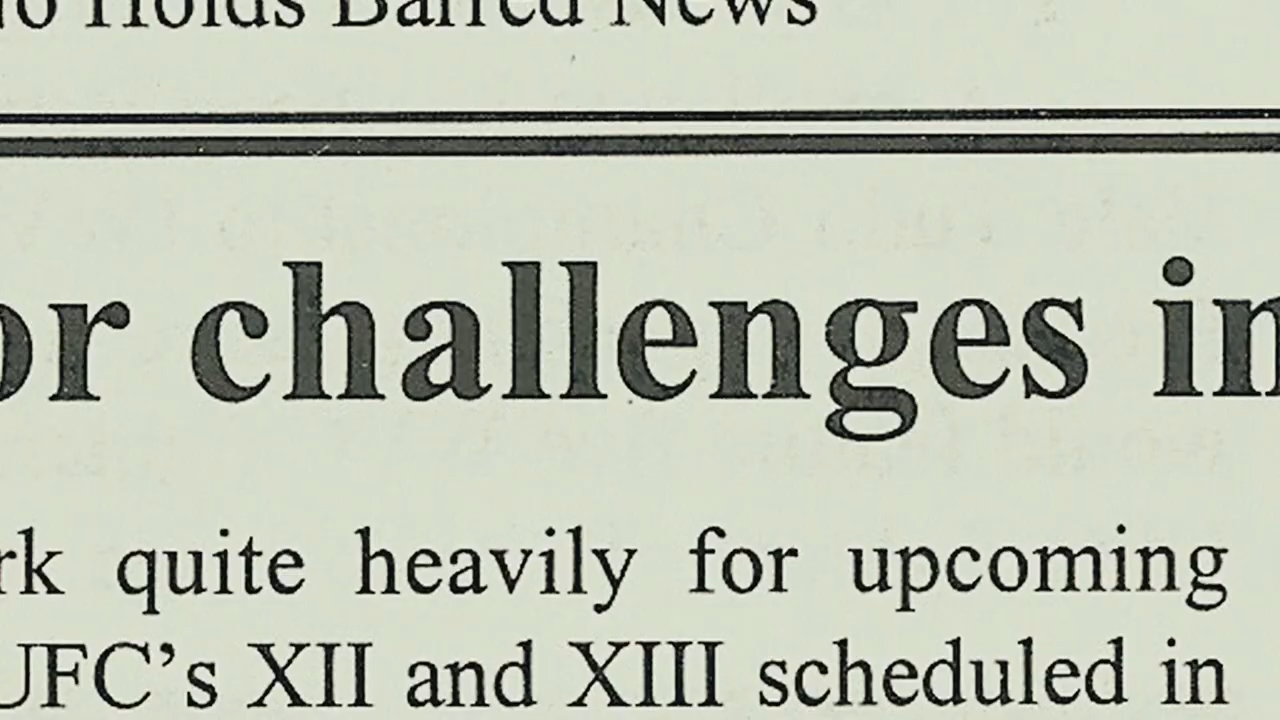 o Holds Barred News
or challenges in
rk quite heavily for upcoming
UFC's XII and XIII scheduled in